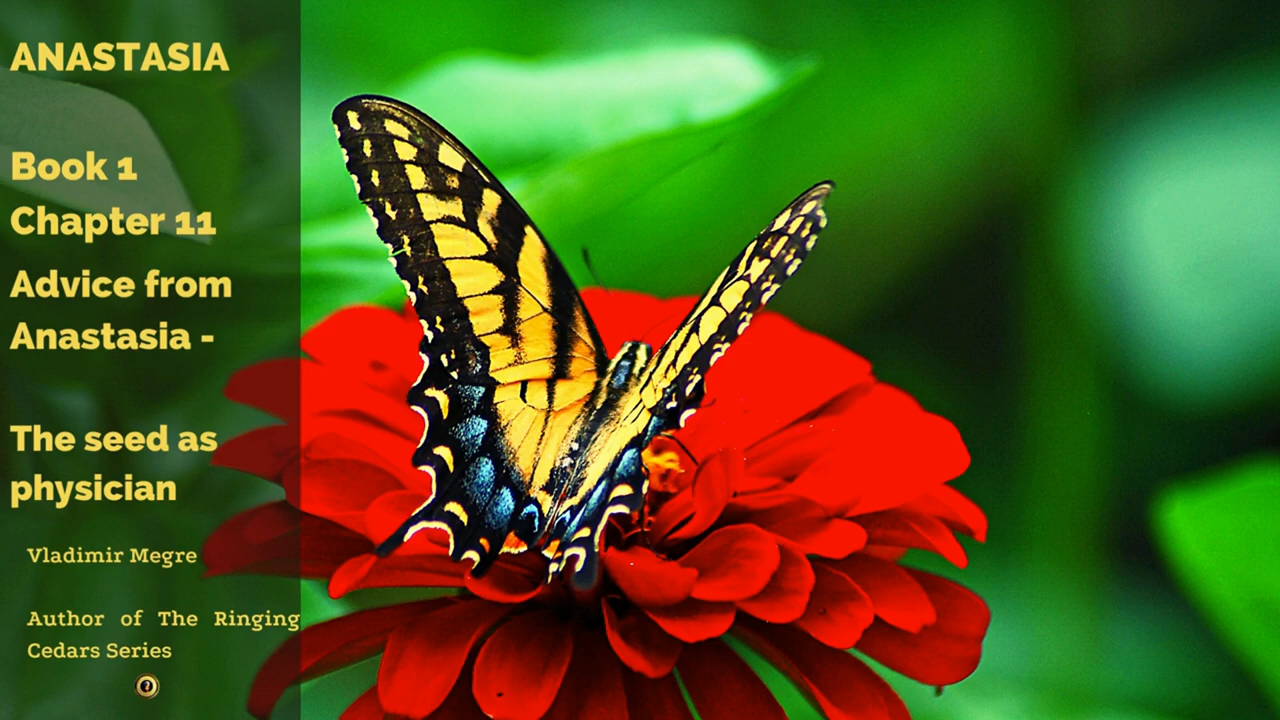 ANASTASIA
Book 1
Chapter 11
Advice from
Anastasia -
The seed as
physician
Vladimir Megre
Author of The Ringing
Cedars Series